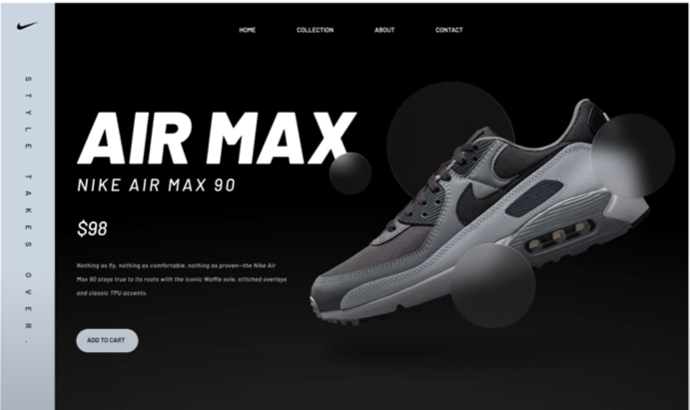 HOME COLLECTION ABOUT CONTACT
STYLE TAKES OVER.
AIR MAX
NIKE AIR MAX 90
$98
Nothing as fly, nothing as comfortable, nothing as proven—the Nike Air
Max 90 stays true to its roots with the iconic Waffle sole, stitched overlays
and classic TPU accents.
ADD TO CART